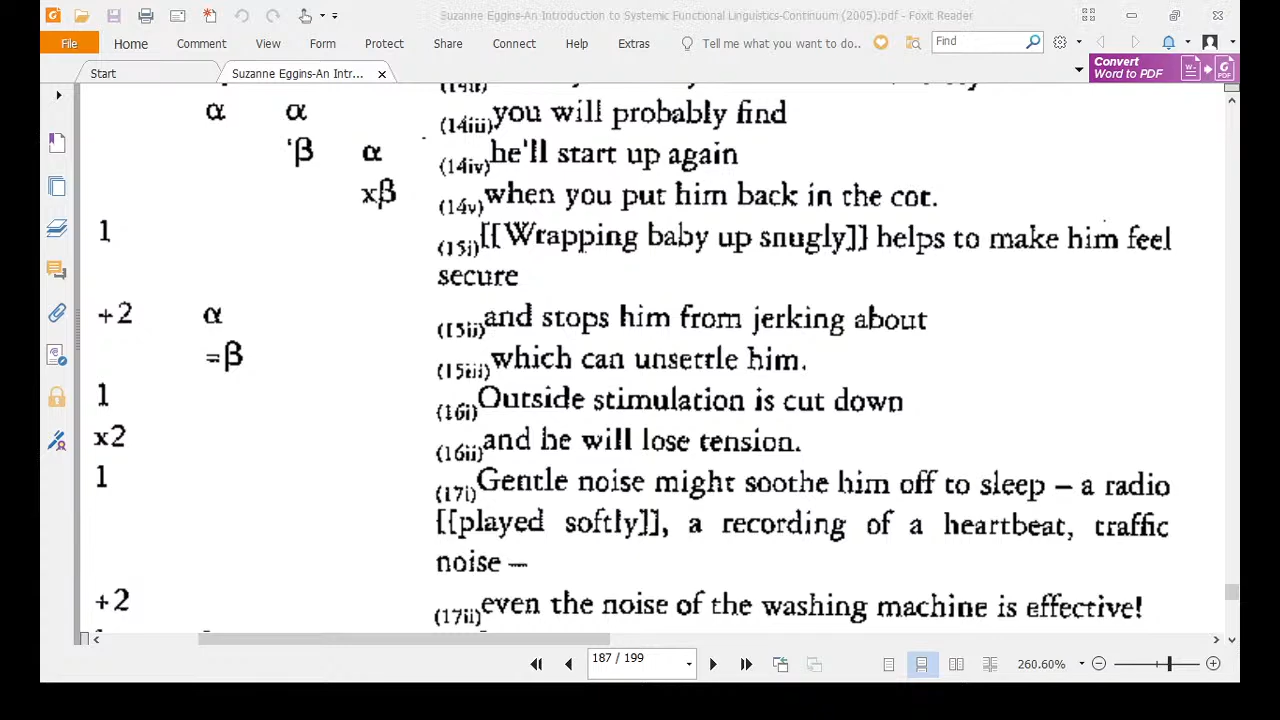 Suzanne Eggins-An Introduction to Systemic Functional Linguistics-Continuum (2005).pdf - Foxit Reader
File Home Comment View Form Protect Share Connect Help Extras Tell me what you want to do.. Find
Start Suzanne Eggins-An Intr...
Convert
Word to PDF
α α (14iii)you will probably find
'β α (14iv)he'll start up again
xβ (14v)when you put him back in the cot.
1 (15i)[[Wrapping baby up snugly]] helps to make him feel
secure
+2 α (15ii)and stops him from jerking about
=β (15iii)which can unsettle him.
1 (16i)Outside stimulation is cut down
x2 (16ii)and he will lose tension.
1 (17i)Gentle noise might soothe him off to sleep – a radio
[[played softly]], a recording of a heartbeat, traffic
noise –
+2 (17ii)even the noise of the washing machine is effective!
187 / 199 260.60%